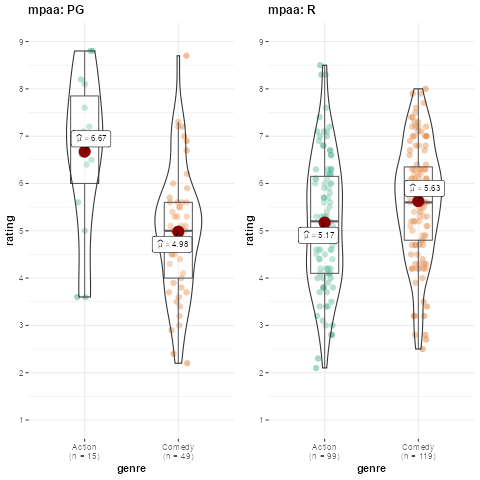 mpaa: PG
rating
9
8
7
6
5
4
3
2
1
μ̂ = 6.67
μ̂ = 4.98
Action
(n = 15)
Comedy
(n = 49)
genre
mpaa: R
rating
9
8
7
6
5
4
3
2
1
μ̂ = 5.17
μ̂ = 5.63
Action
(n = 99)
Comedy
(n = 119)
genre